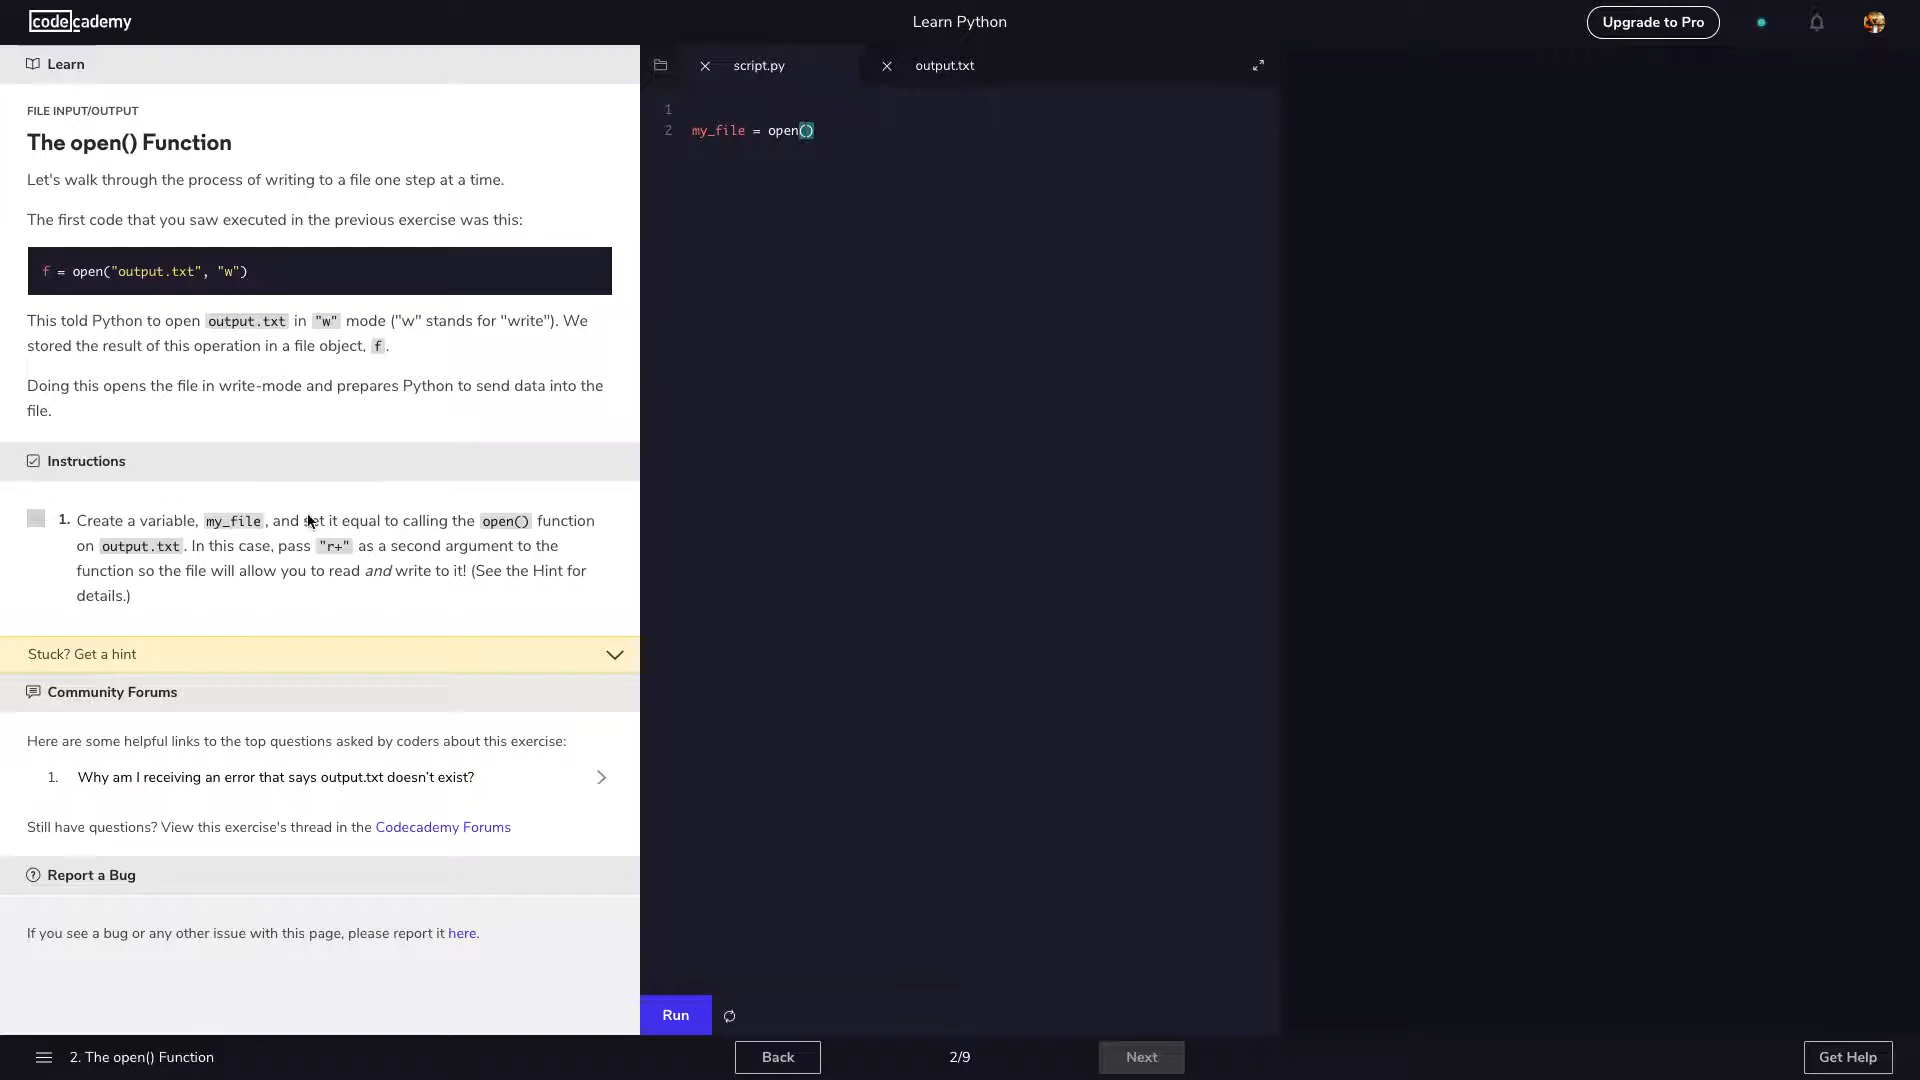 codecademy
Learn Python
Upgrade to Pro
Learn
FILE INPUT/OUTPUT
The open() Function
Let's walk through the process of writing to a file one step at a time.
The first code that you saw executed in the previous exercise was this:
f = open("output.txt", "w")
This told Python to open output.txt in "w" mode ("w" stands for "write"). We
stored the result of this operation in a file object, f.
Doing this opens the file in write-mode and prepares Python to send data into the
file.
Instructions
1. Create a variable, my_file, and set it equal to calling the open() function
on output.txt. In this case, pass "r+" as a second argument to the
function so the file will allow you to read and write to it! (See the Hint for
details.)
Stuck? Get a hint
Community Forums
Here are some helpful links to the top questions asked by coders about this exercise:
1. Why am I receiving an error that says output.txt doesn't exist?
Still have questions? View this exercise's thread in the Codecademy Forums
Report a Bug
If you see a bug or any other issue with this page, please report it here.
script.py
output.txt
1
2 my_file = open()
Run
2. The open() Function
Back
2/9
Next
Get Help